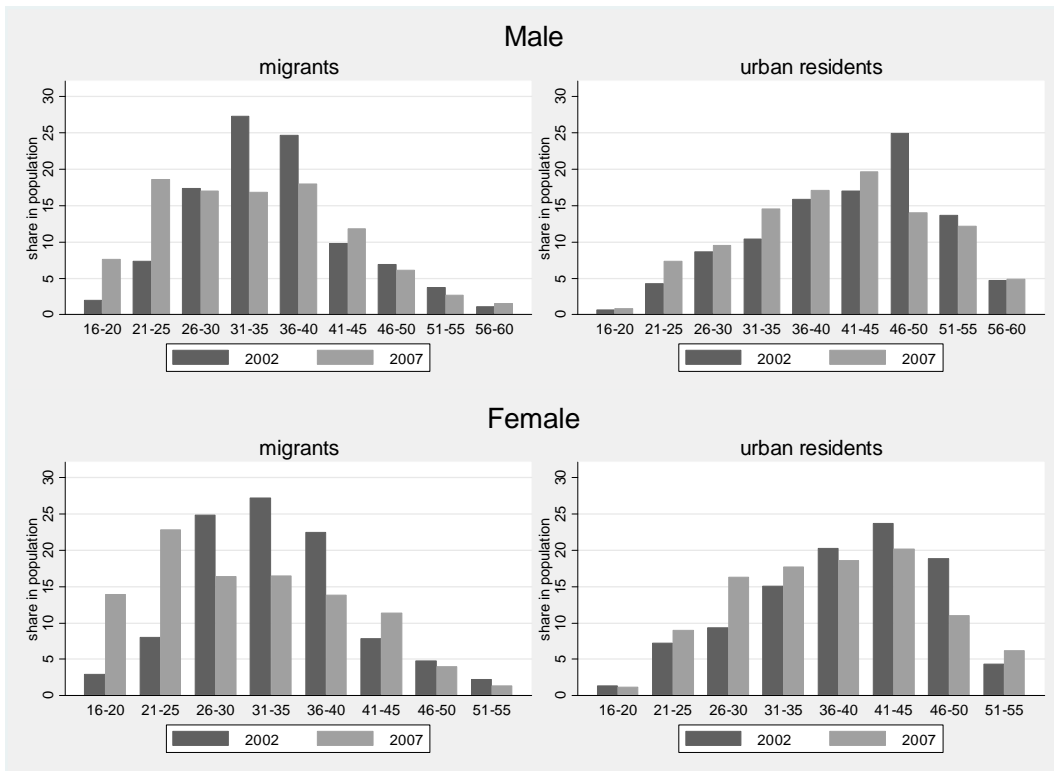 Male
migrants
share in population
0 5 10 15 20 25 30
16-20 21-25 26-30 31-35 36-40 41-45 46-50 51-55 56-60
2002 2007
urban residents
share in population
0 5 10 15 20 25 30
16-20 21-25 26-30 31-35 36-40 41-45 46-50 51-55 56-60
2002 2007
Female
migrants
share in population
0 5 10 15 20 25 30
16-20 21-25 26-30 31-35 36-40 41-45 46-50 51-55
2002 2007
urban residents
share in population
0 5 10 15 20 25 30
16-20 21-25 26-30 31-35 36-40 41-45 46-50 51-55
2002 2007